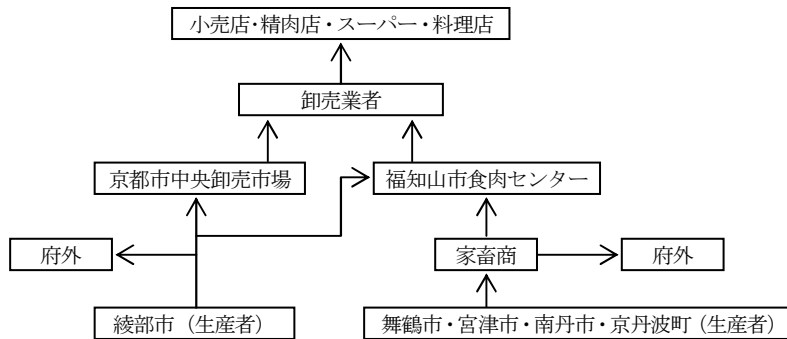 小売店・精肉店・スーパー・料理店
卸売業者
京都市中央卸売市場
福知山市食肉センター
府外
家畜商
府外
綾部市（生産者）
舞鶴市・宮津市・南丹市・京丹波町（生産者）